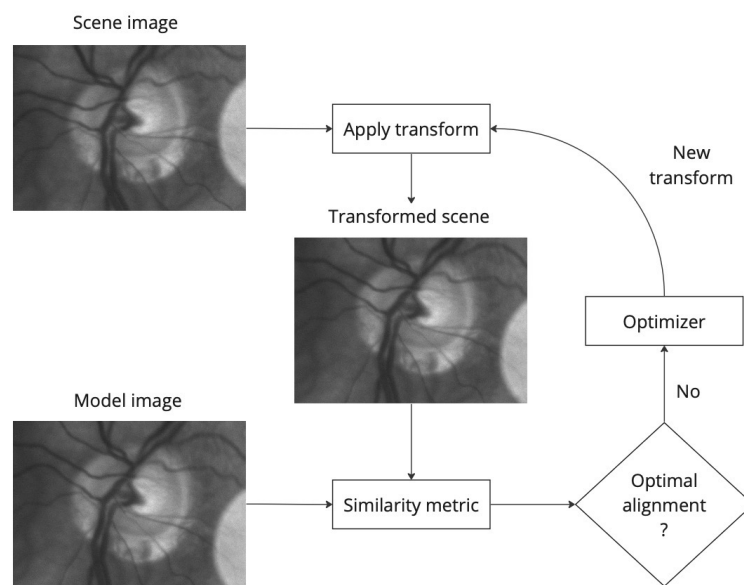 Scene image
Apply transform
New
transform
Transformed scene
Optimizer
Model image
No
Similarity metric
Optimal
alignment
?